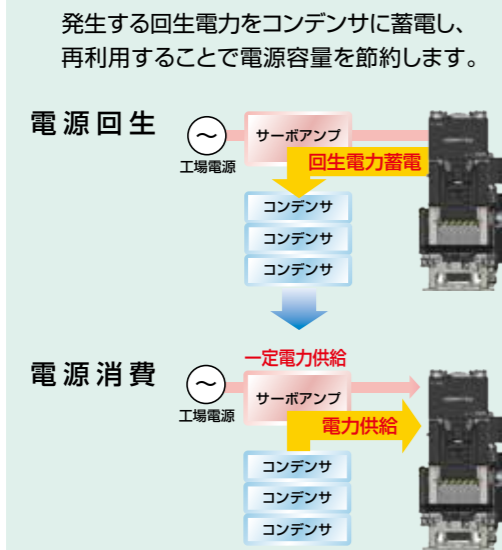 発生する回生電力をコンデンサに蓄電し、
再利用することで電源容量を節約します。
電源回生
～
サーボアンプ
工場電源
回生電力蓄電
コンデンサ
コンデンサ
コンデンサ
一定電力供給
電源消費
～
サーボアンプ
工場電源
電力供給
コンデンサ
コンデンサ
コンデンサ